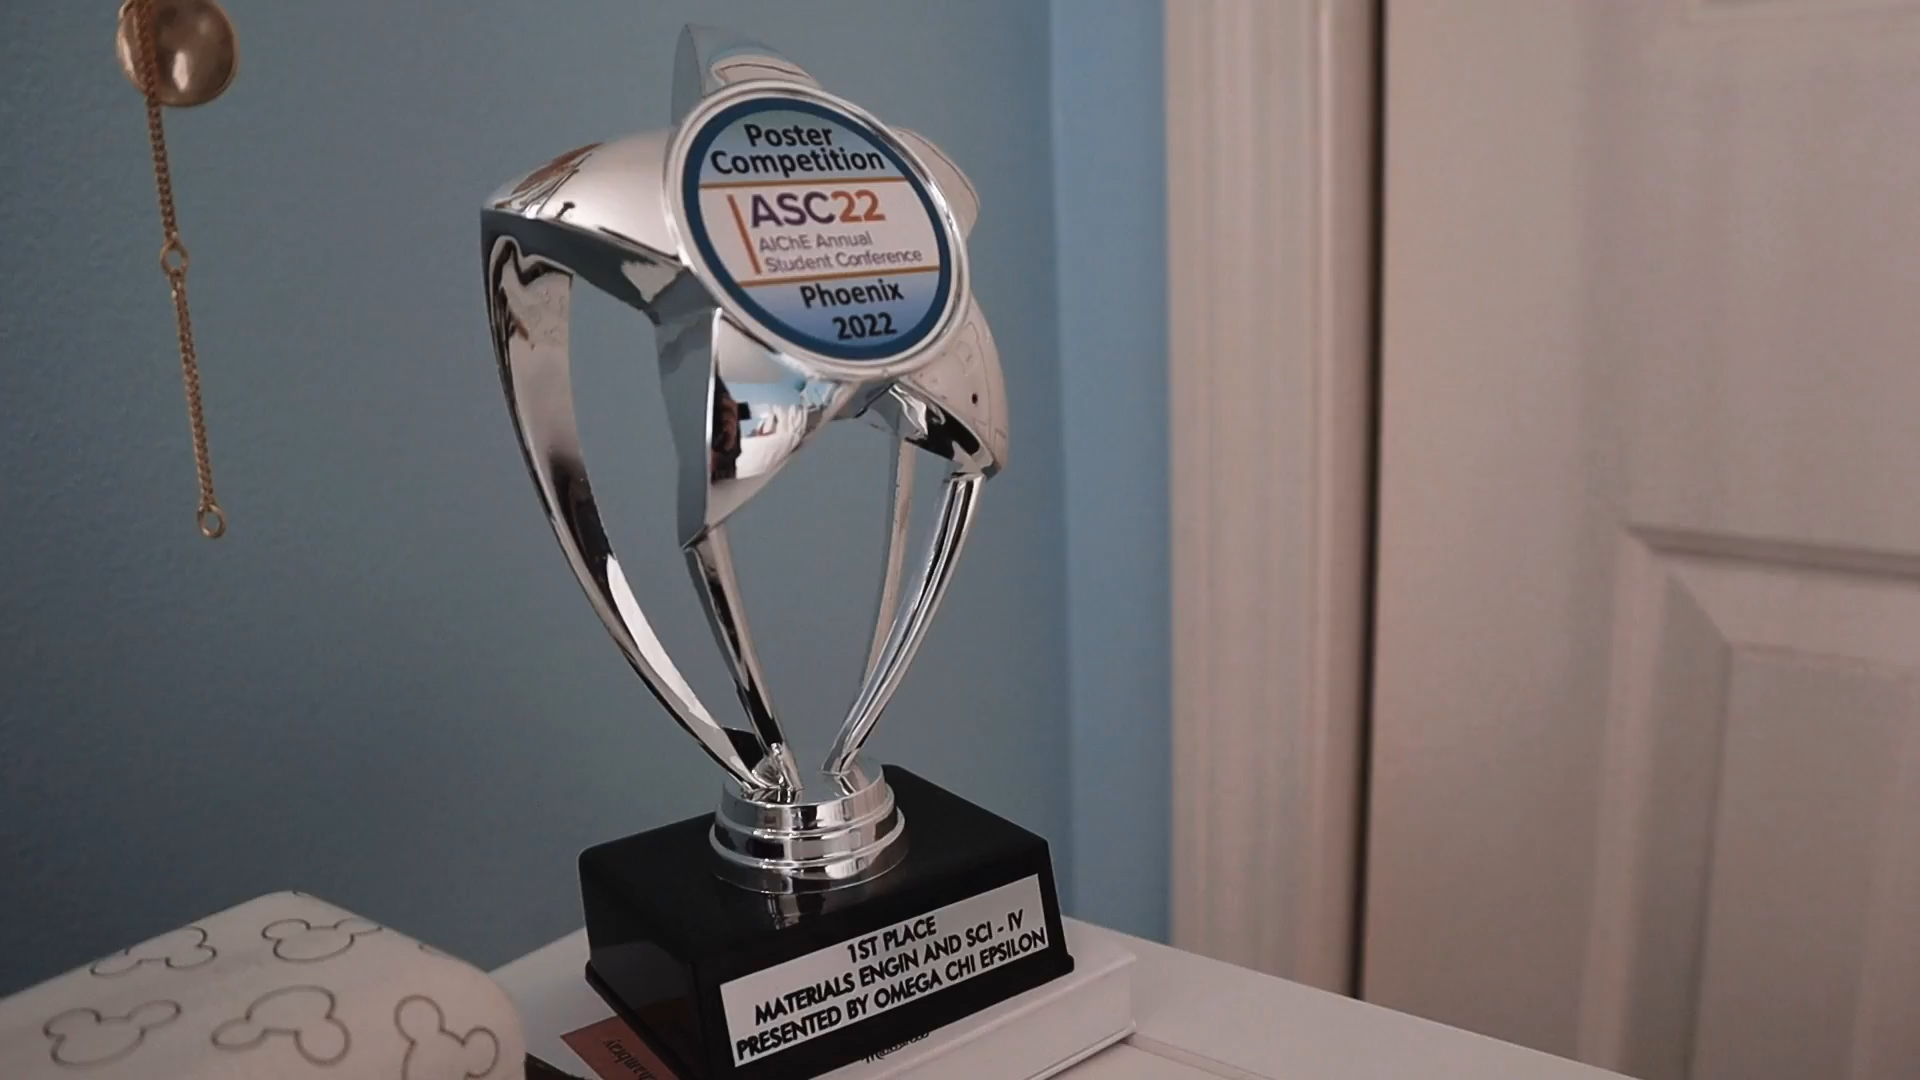 Poster
Competition
ASC22
AIChE Annual
Student Conference
Phoenix
2022
1ST PLACE
MATERIALS ENGIN AND SCI - IV
PRESENTED BY OMEGA CHI EPSILON